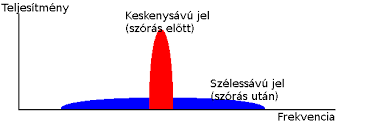 Teljesítmény
Keskenysávú jel
(szórás előtt)
Szélessávú jel
(szórás után)
Frekvencia